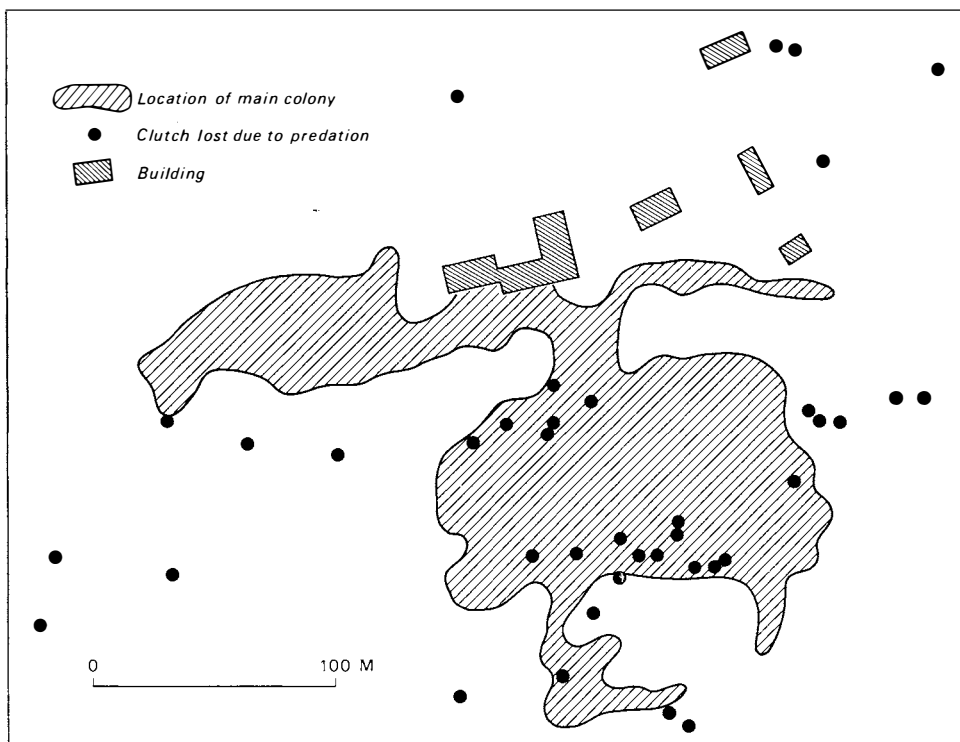 Location of main colony
Clutch lost due to predation
Building
0 100 M